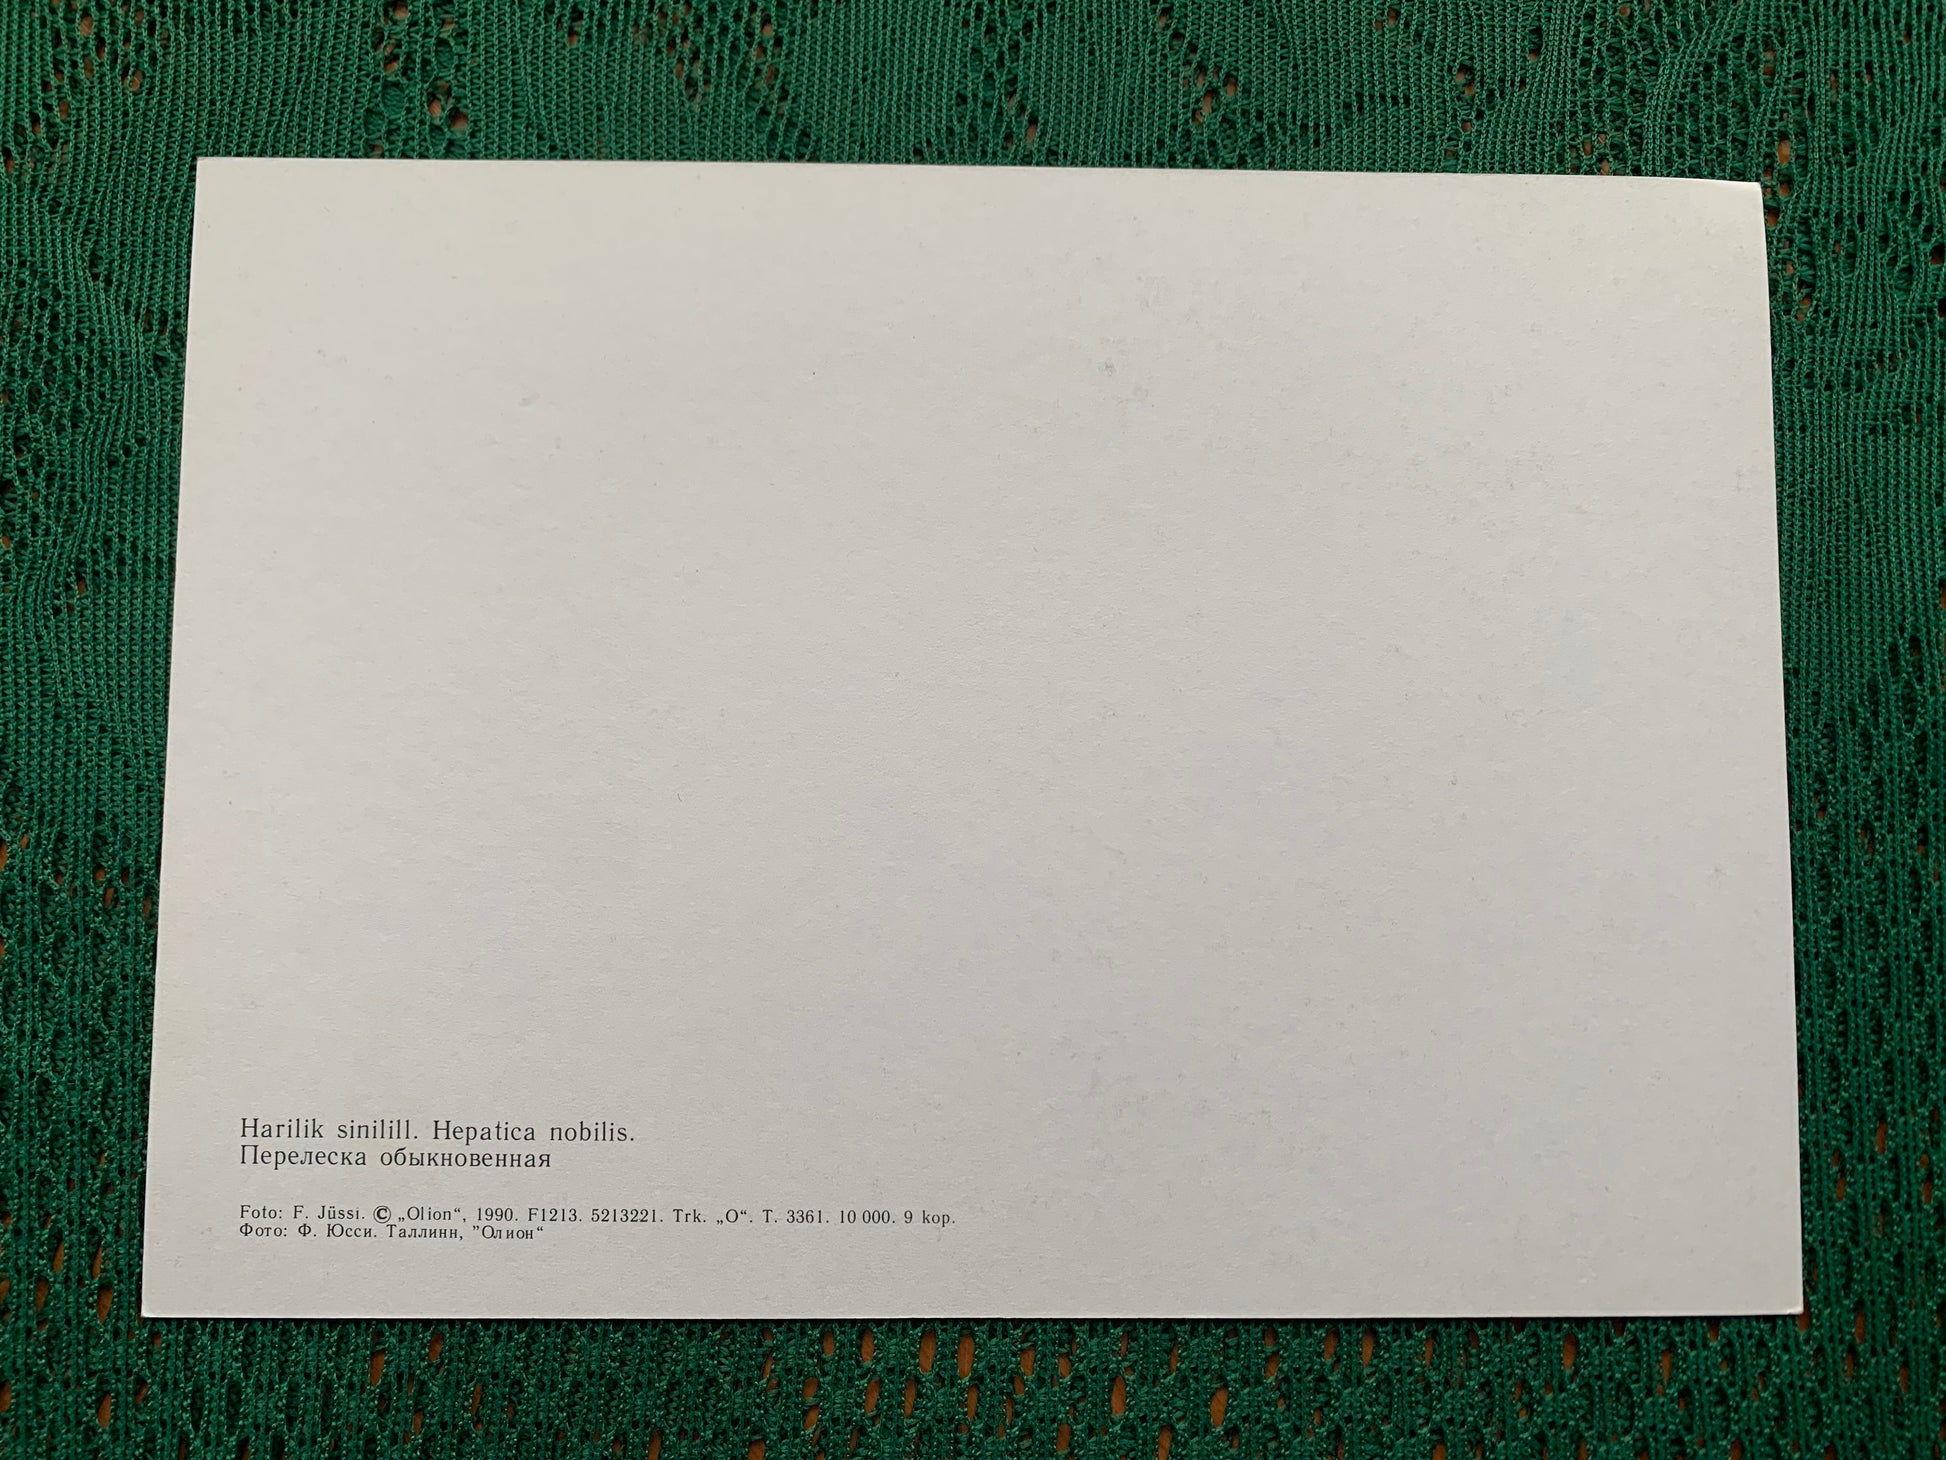 Harilik sinilill. Hepatica nobilis.
Перелеска обыкновенная
Foto: F. Jüssi. © „Olion“, 1990. F1213. 5213221. Trk. „O“. T. 3361. 10 000. 9 kop.
Фото: Ф. Юсси. Таллинн, ”Олион“